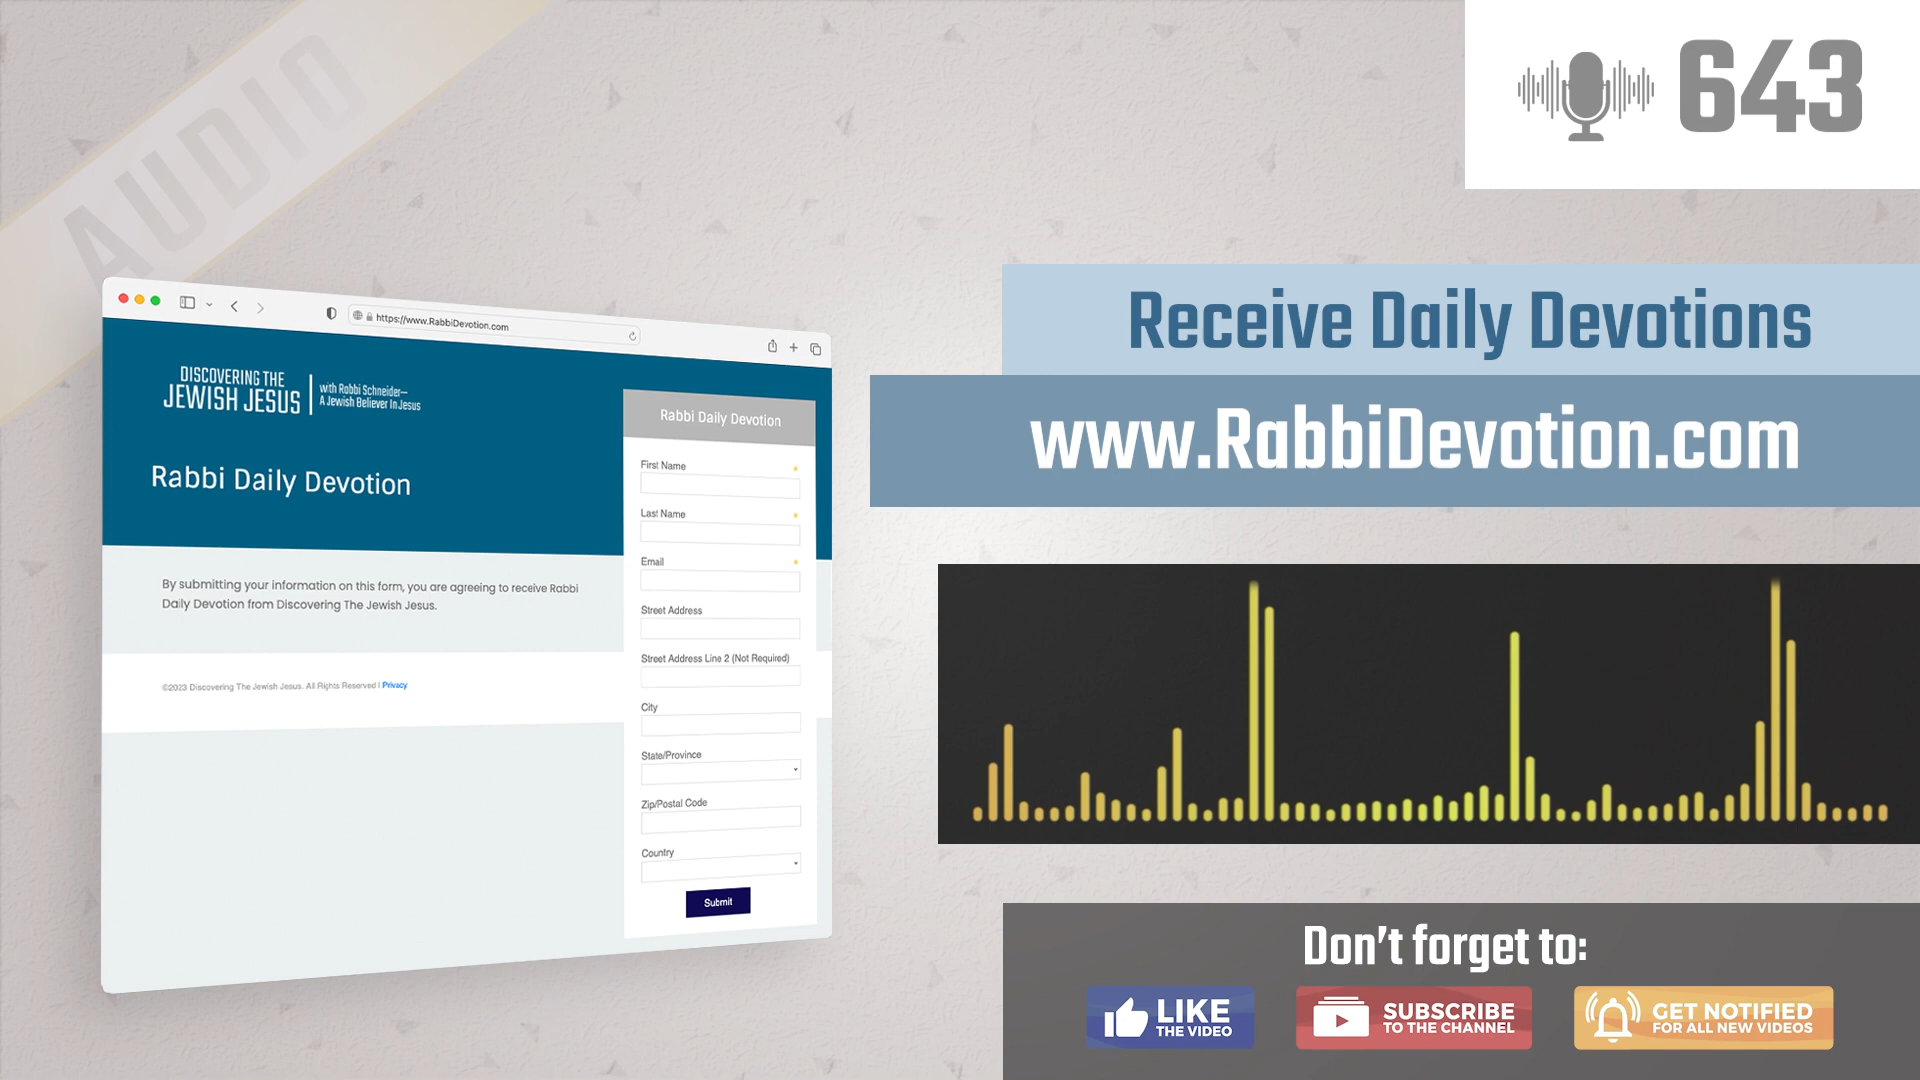 AUDIO
643
Receive Daily Devotions
www.RabbiDevotion.com
https://www.RabbiDevotion.com
DISCOVERING THE
JEWISH JESUS
with Rabbi Schneider—
A Jewish Believer In Jesus
Rabbi Daily Devotion
By submitting your information on this form, you are agreeing to receive Rabbi
Daily Devotion from Discovering The Jewish Jesus.
©2023 Discovering The Jewish Jesus. All Rights Reserved | Privacy
Rabbi Daily Devotion
First Name
Last Name
Email
Street Address
Street Address Line 2 (Not Required)
City
State/Province
Zip/Postal Code
Country
Submit
Don't forget to:
LIKE
THE VIDEO
SUBSCRIBE
TO THE CHANNEL
GET NOTIFIED
FOR ALL NEW VIDEOS